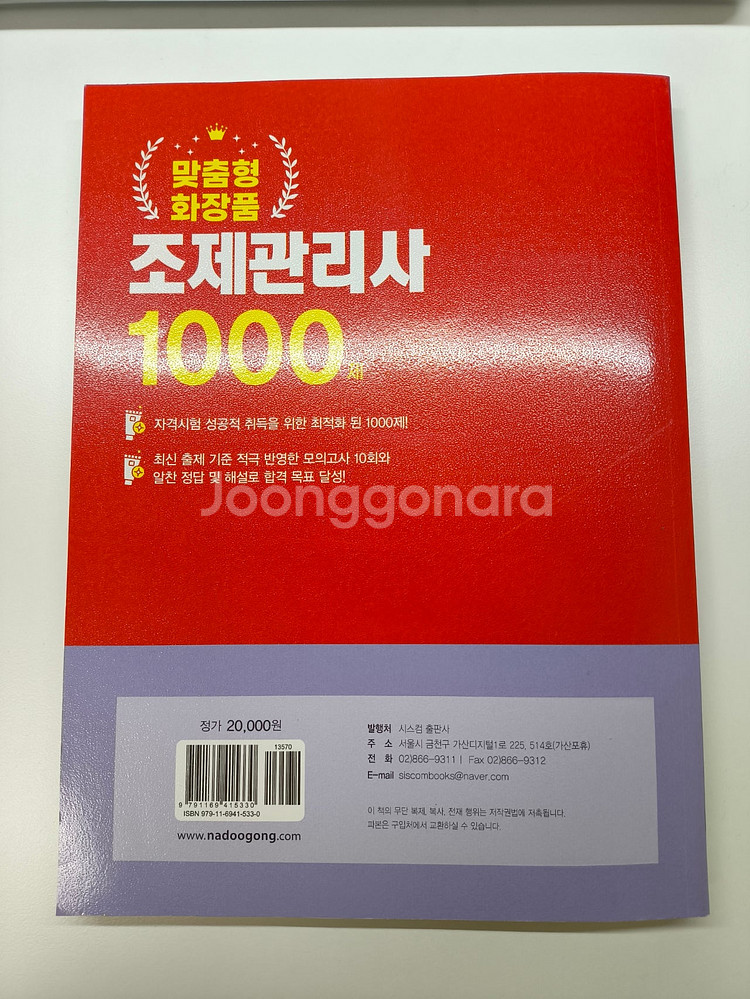 맞춤형
화장품
조제관리사
1000제
자격시험 성공적 취득을 위한 최적화 된 1000제!
최신 출제 기준 적극 반영한 모의고사 10회와
알찬 정답 및 해설로 합격 목표 달성!
Joonggonara
정가 20,000원
13570
9 791169 415330
ISBN 979-11-6941-533-0
www.nadoogong.com
발행처 시스컴 출판사
주 소 서울시 금천구 가산디지털1로 225, 514호(가산포휴)
전 화 02)866-9311 | Fax 02)866-9312
E-mail siscombooks@naver.com
이 책의 무단 복제, 복사, 전재 행위는 저작권법에 저촉됩니다.
파본은 구입처에서 교환하실 수 있습니다.